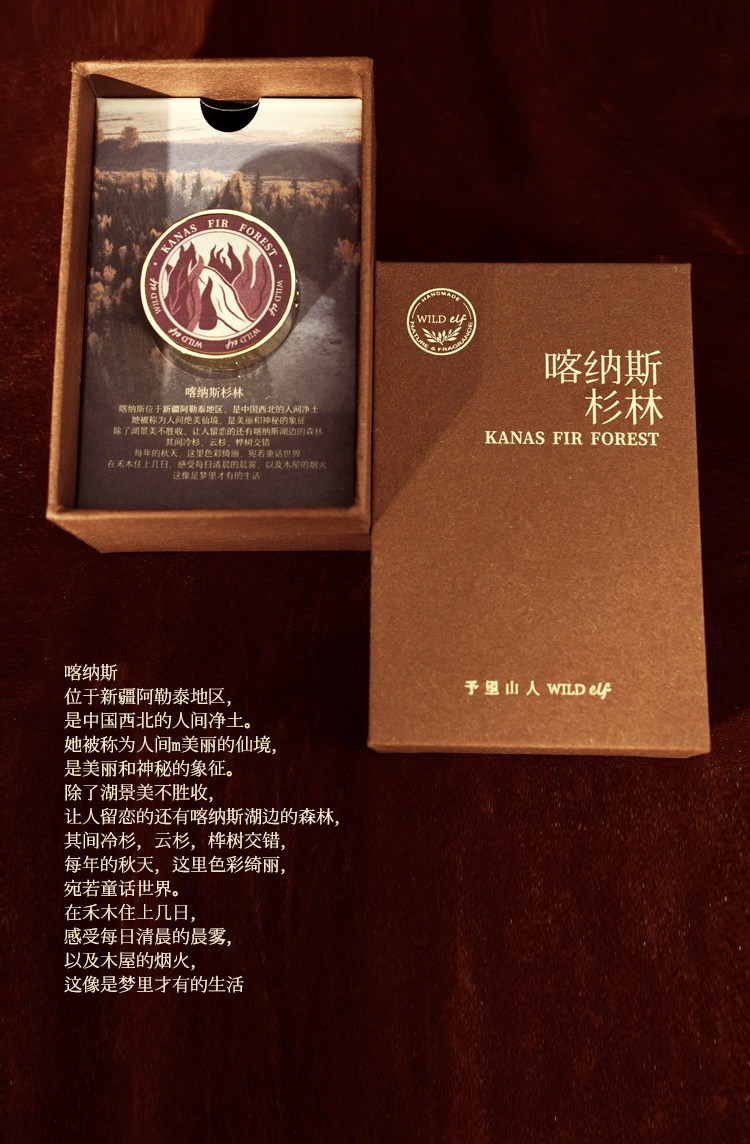 KANAS FIR FOREST
WILD elf
WILD elf
WILD elf
喀纳斯杉林
喀纳斯位于新疆阿勒泰地区，是中国西北的人间净土
她被称为人间绝美仙境，是美丽和神秘的象征
除了湖景美不胜收，让人留恋的还有喀纳斯湖边的森林
其间冷杉，云杉，桦树交错
每年的秋天，这里色彩绮丽，宛若童话世界
在禾木住上几日，感受每日清晨的晨雾，以及木屋的烟火
这像是梦里才有的生活
HANDMADE
WILD elf
NATURE & FRAGRANCE
喀纳斯
杉林
KANAS FIR FOREST
予里山人 WILD elf
喀纳斯
位于新疆阿勒泰地区，
是中国西北的人间净土。
她被称为人间m美丽的仙境，
是美丽和神秘的象征。
除了湖景美不胜收，
让人留恋的还有喀纳斯湖边的森林，
其间冷杉，云杉，桦树交错，
每年的秋天，这里色彩绮丽，
宛若童话世界。
在禾木住上几日，
感受每日清晨的晨雾，
以及木屋的烟火，
这像是梦里才有的生活